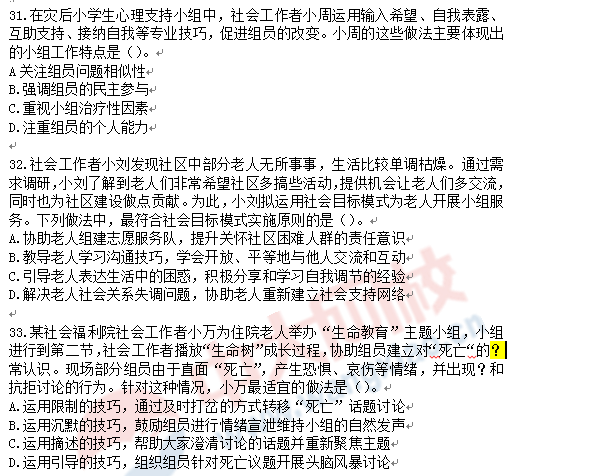 31.在灾后小学生心理支持小组中，社会工作者小周运用输入希望、自我表露、
互助支持、接纳自我等专业技巧，促进组员的改变。小周的这些做法主要体现出
的小组工作特点是（）。
A 关注组员问题相似性
B.强调组员的民主参与
C.重视小组治疗性因素
D.注重组员的个人能力
32.社会工作者小刘发现社区中部分老人无所事事，生活比较单调枯燥。通过需
求调研，小刘了解到老人们非常希望社区多搞些活动，提供机会让老人们多交流，
同时也为社区建设做点贡献。为此，小刘拟运用社会目标模式为老人开展小组服
务。下列做法中，最符合社会目标模式实施原则的是（）。
A.协助老人组建志愿服务队，提升关怀社区困难人群的责任意识
B.教导老人学习沟通技巧，学会开放、平等地与他人交流和互动
C.引导老人表达生活中的困惑，积极分享和学习自我调节的经验
D.解决老人社会关系失调问题，协助老人重新建立社会支持网络
33.某社会福利院社会工作者小万为住院老人举办“生命教育”主题小组，小组
进行到第二节，社会工作者播放“生命树”成长过程，协助组员建立对“死亡“的？
常认识。现场部分组员由于直面“死亡”，产生恐惧、哀伤等情绪，并出现？和
抗拒讨论的行为。针对这种情况，小万最适宜的做法是（）。
A.运用限制的技巧，通过及时打岔的方式转移“死亡”话题讨论
B.运用沉默的技巧，鼓励组员进行情绪宣泄维持小组的自然发声
C.运用摘述的技巧，帮助大家澄清讨论的话题并重新聚焦主题
D.运用引导的技巧，组织组员针对死亡议题开展头脑风暴讨论